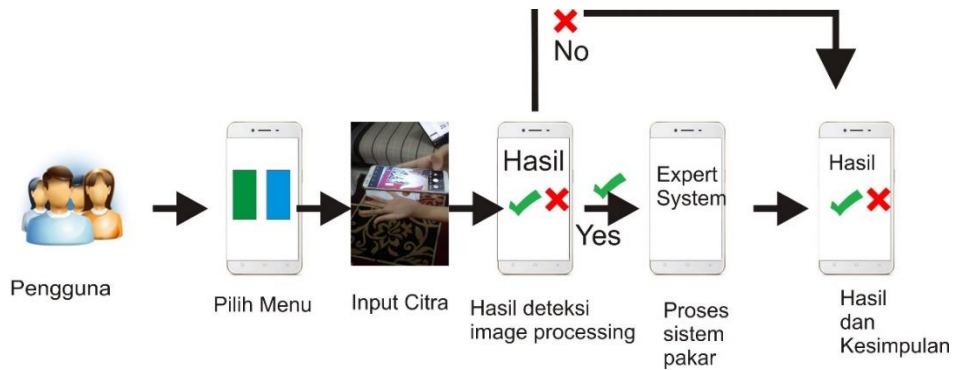 No
Hasil
Yes
Expert
System
Hasil
Pengguna
Pilih Menu
Input Citra
Hasil deteksi
image processing
Proses
sistem
pakar
Hasil
dan
Kesimpulan